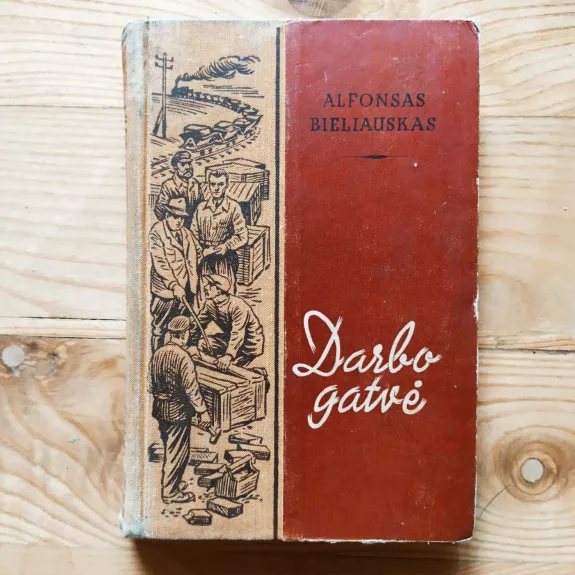 ALFONSAS
BIELIAUSKAS
Darbo
gatvė